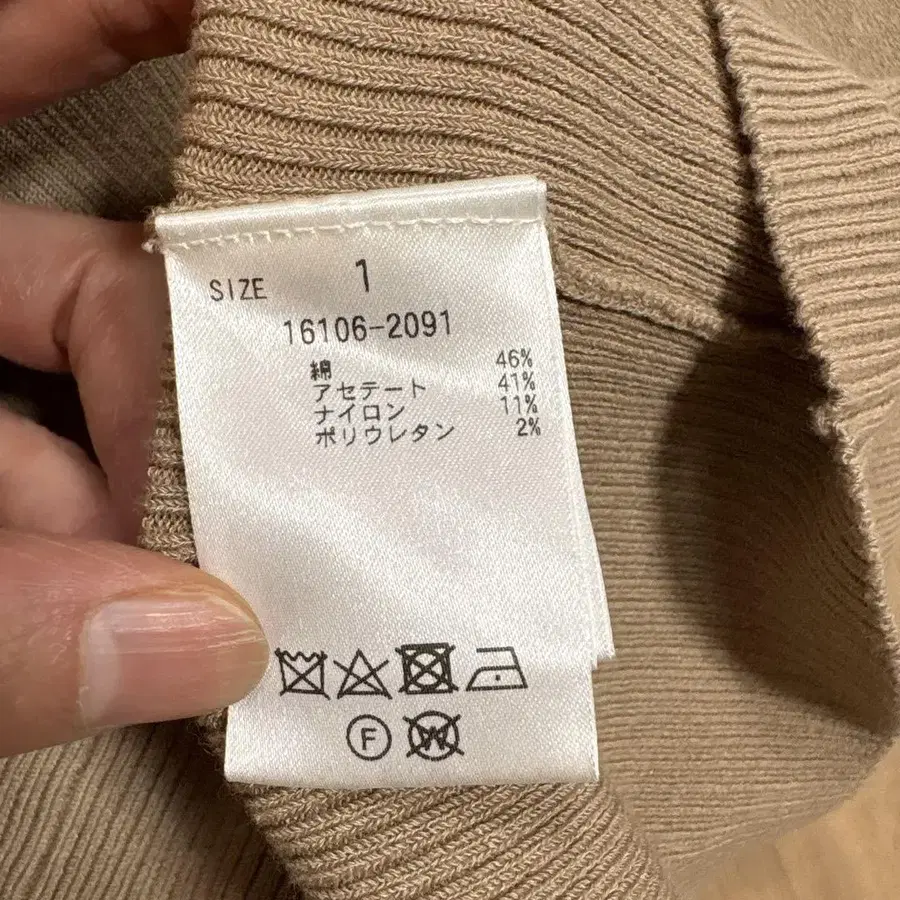 SIZE 1
16106-2091
綿 46%
アセテート 41%
ナイロン 11%
ポリウレタン 2%
F W